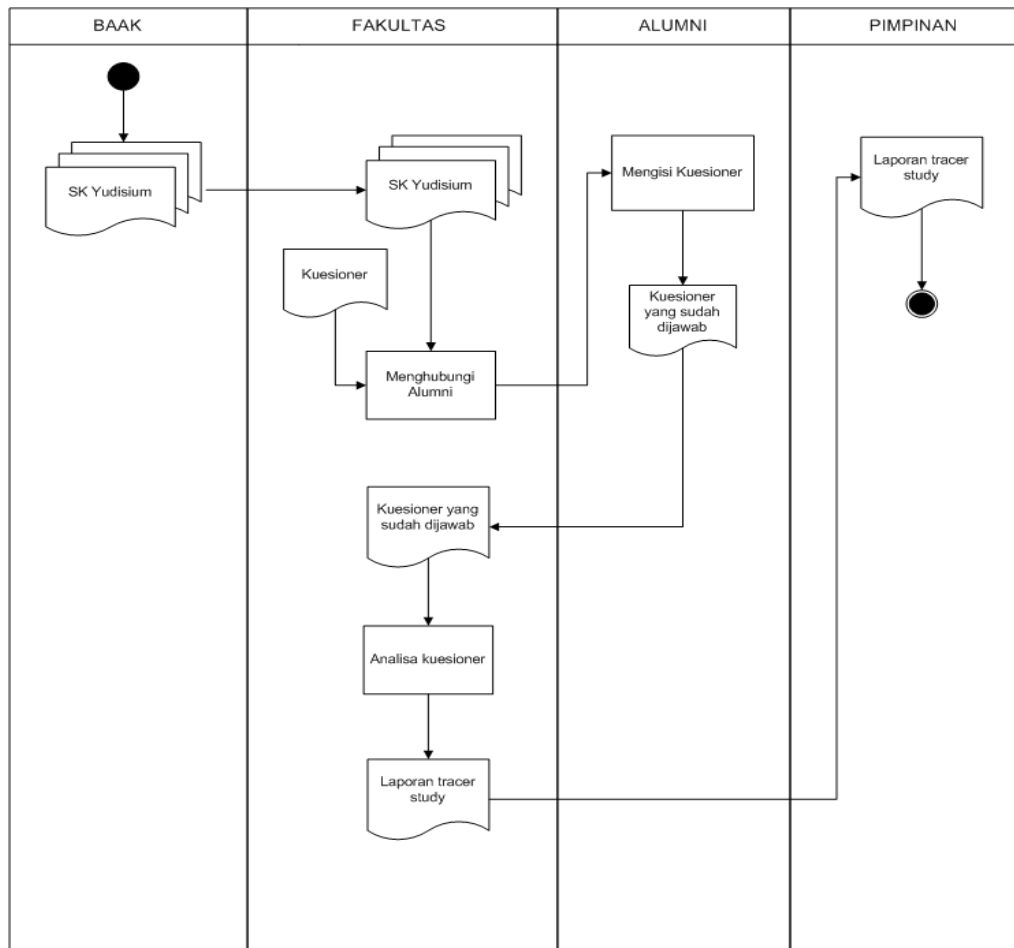 BAAK
FAKULTAS
ALUMNI
PIMPINAN
SK Yudisium
SK Yudisium
Kuesioner
Menghubungi
Alumni
Mengisi Kuesioner
Kuesioner
yang sudah
dijawab
Kuesioner yang
sudah dijawab
Analisa kuesioner
Laporan tracer
study
Laporan tracer
study